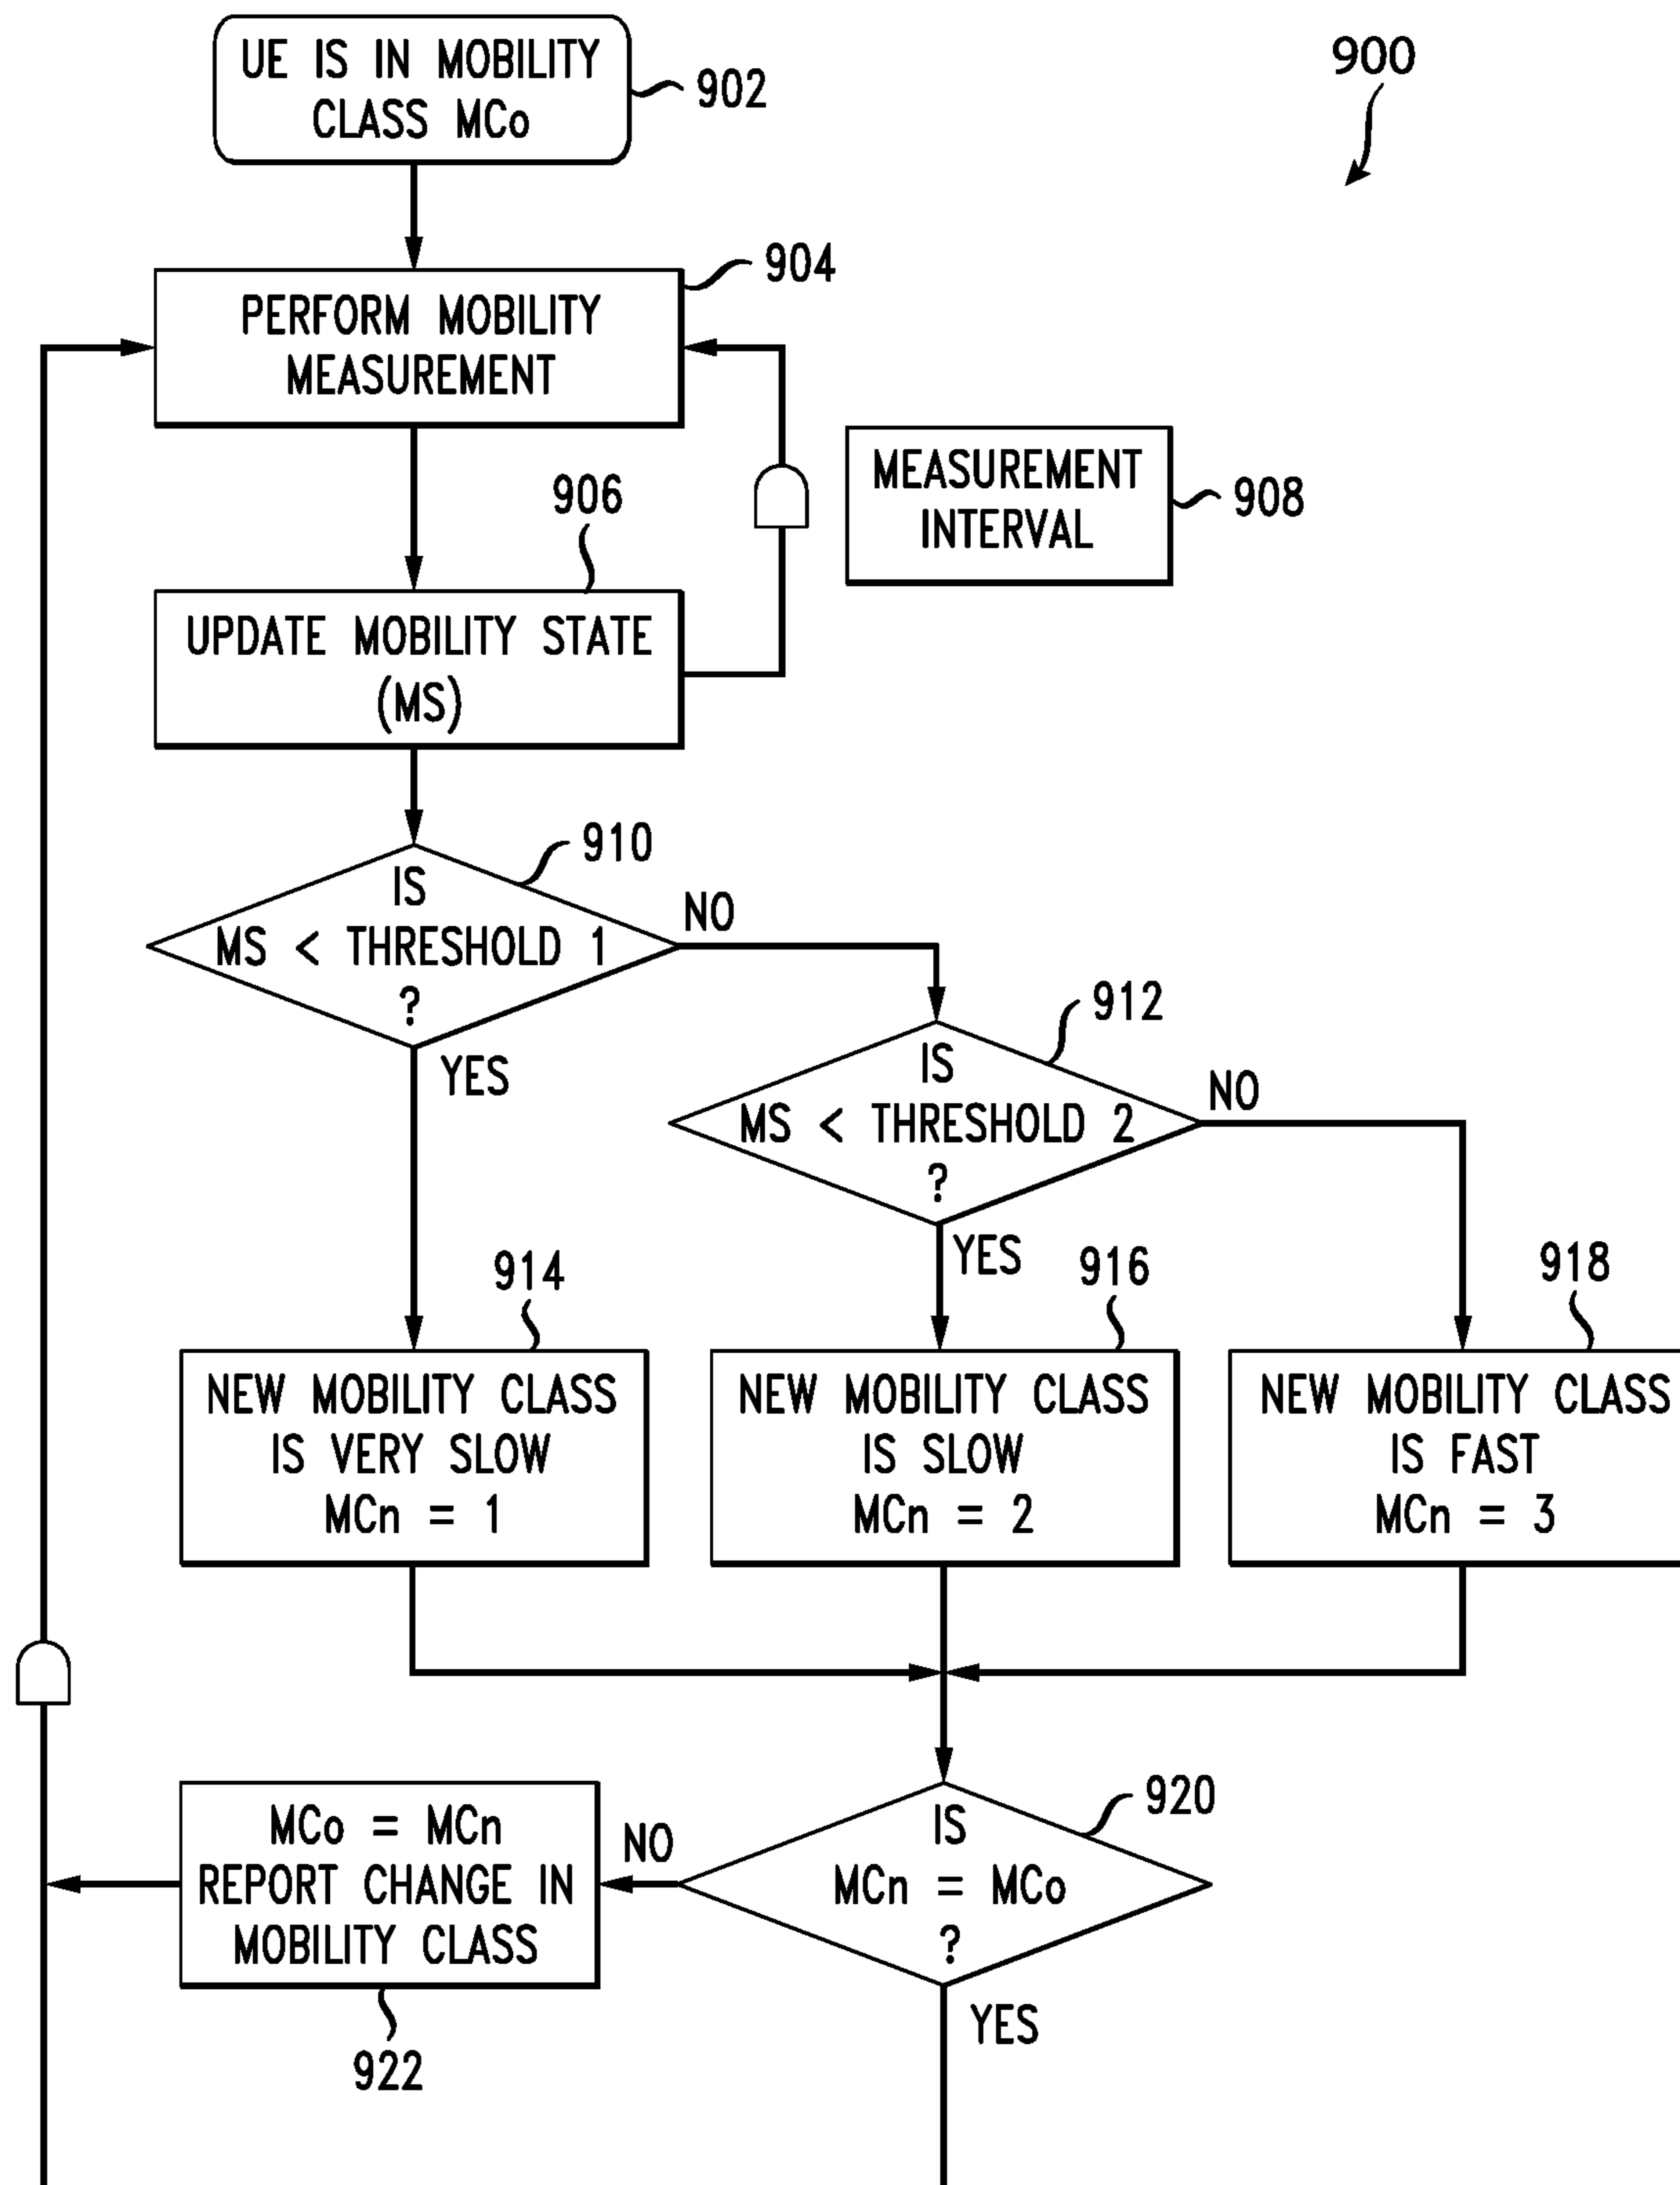 UE IS IN MOBILITY
CLASS MCo
902
900
PERFORM MOBILITY
MEASUREMENT
904
MEASUREMENT
INTERVAL
908
906
UPDATE MOBILITY STATE
(MS)
IS
MS < THRESHOLD 1
?
910
NO
YES
IS
MS < THRESHOLD 2
?
912
NO
YES
914
916
918
NEW MOBILITY CLASS
IS VERY SLOW
MCn = 1
NEW MOBILITY CLASS
IS SLOW
MCn = 2
NEW MOBILITY CLASS
IS FAST
MCn = 3
IS
MCn = MCo
?
920
NO
YES
MCo = MCn
REPORT CHANGE IN
MOBILITY CLASS
922